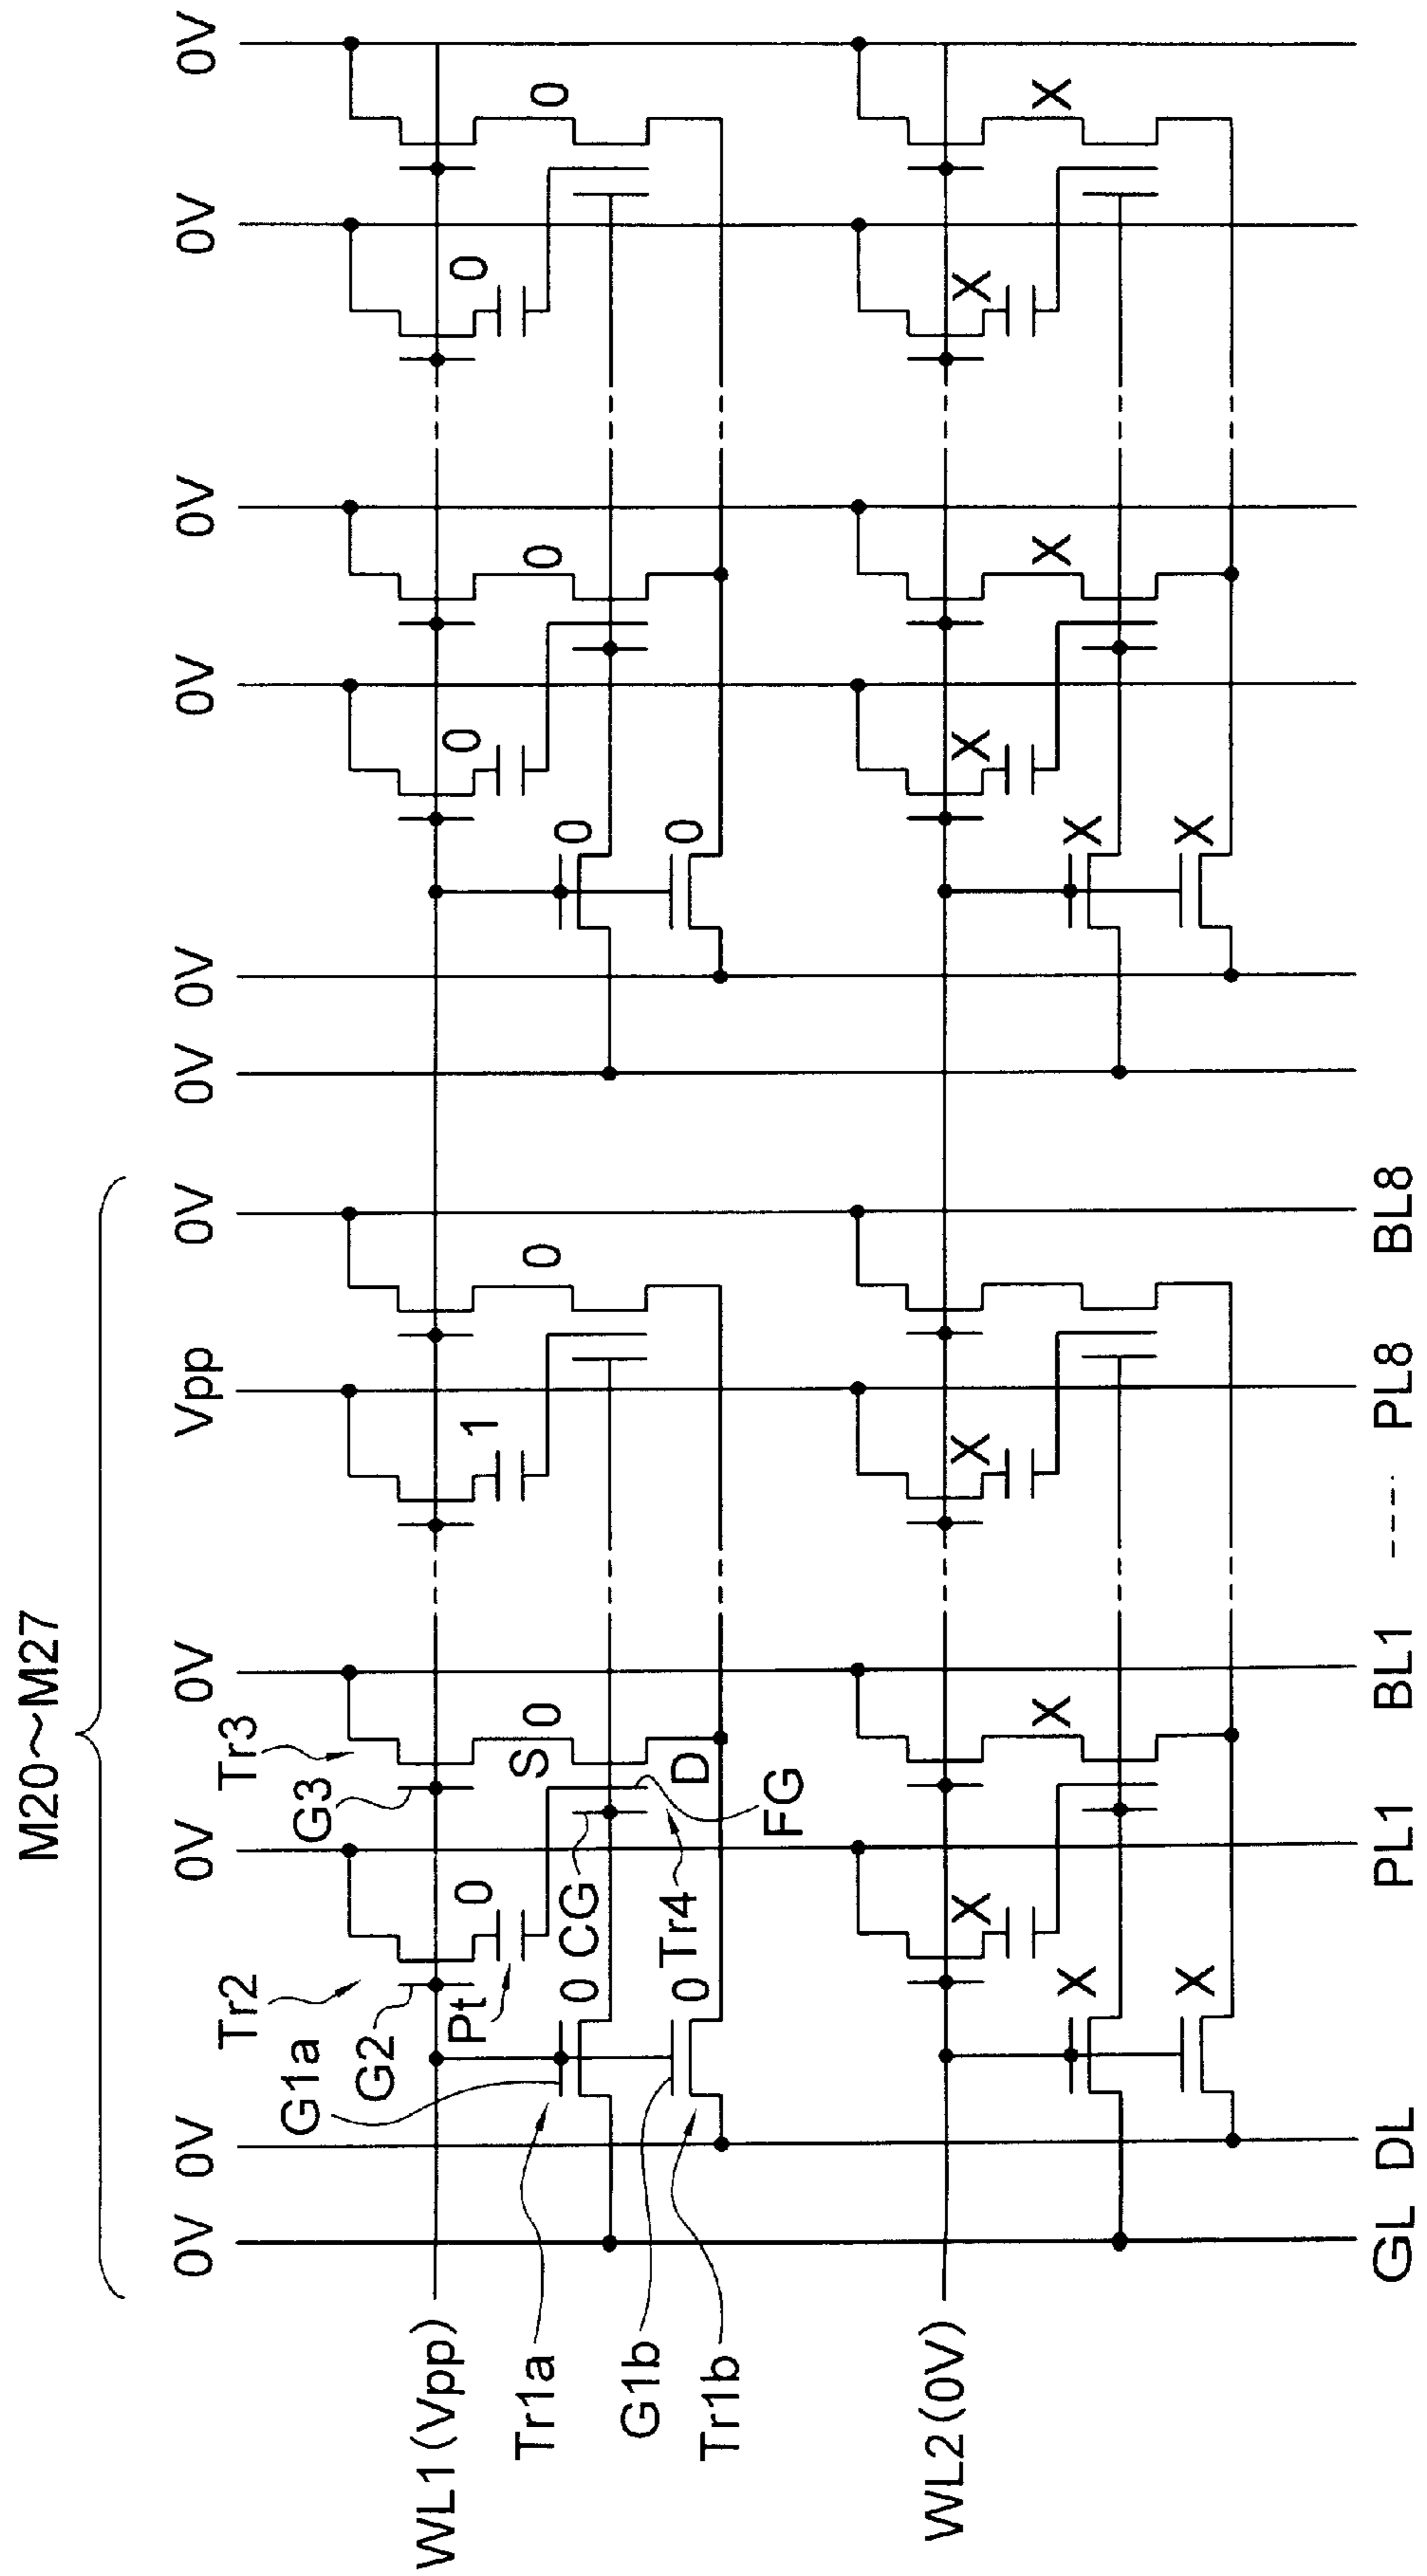 M20～M27
0V 0V 0V 0V Vpp 0V 0V 0V 0V 0V 0V 0V
Tr2 Tr3
G1a G3
G2
WL1(Vpp) Pt 0 1 0 0
Tr1a S 0 0 0 0
0 CG 0
G1b
Tr4 0 D 0
Tr1b
FG
WL2(0V) X X X X
X X X
X X
X X
GL DL PL1 BL1 ---- PL8 BL8